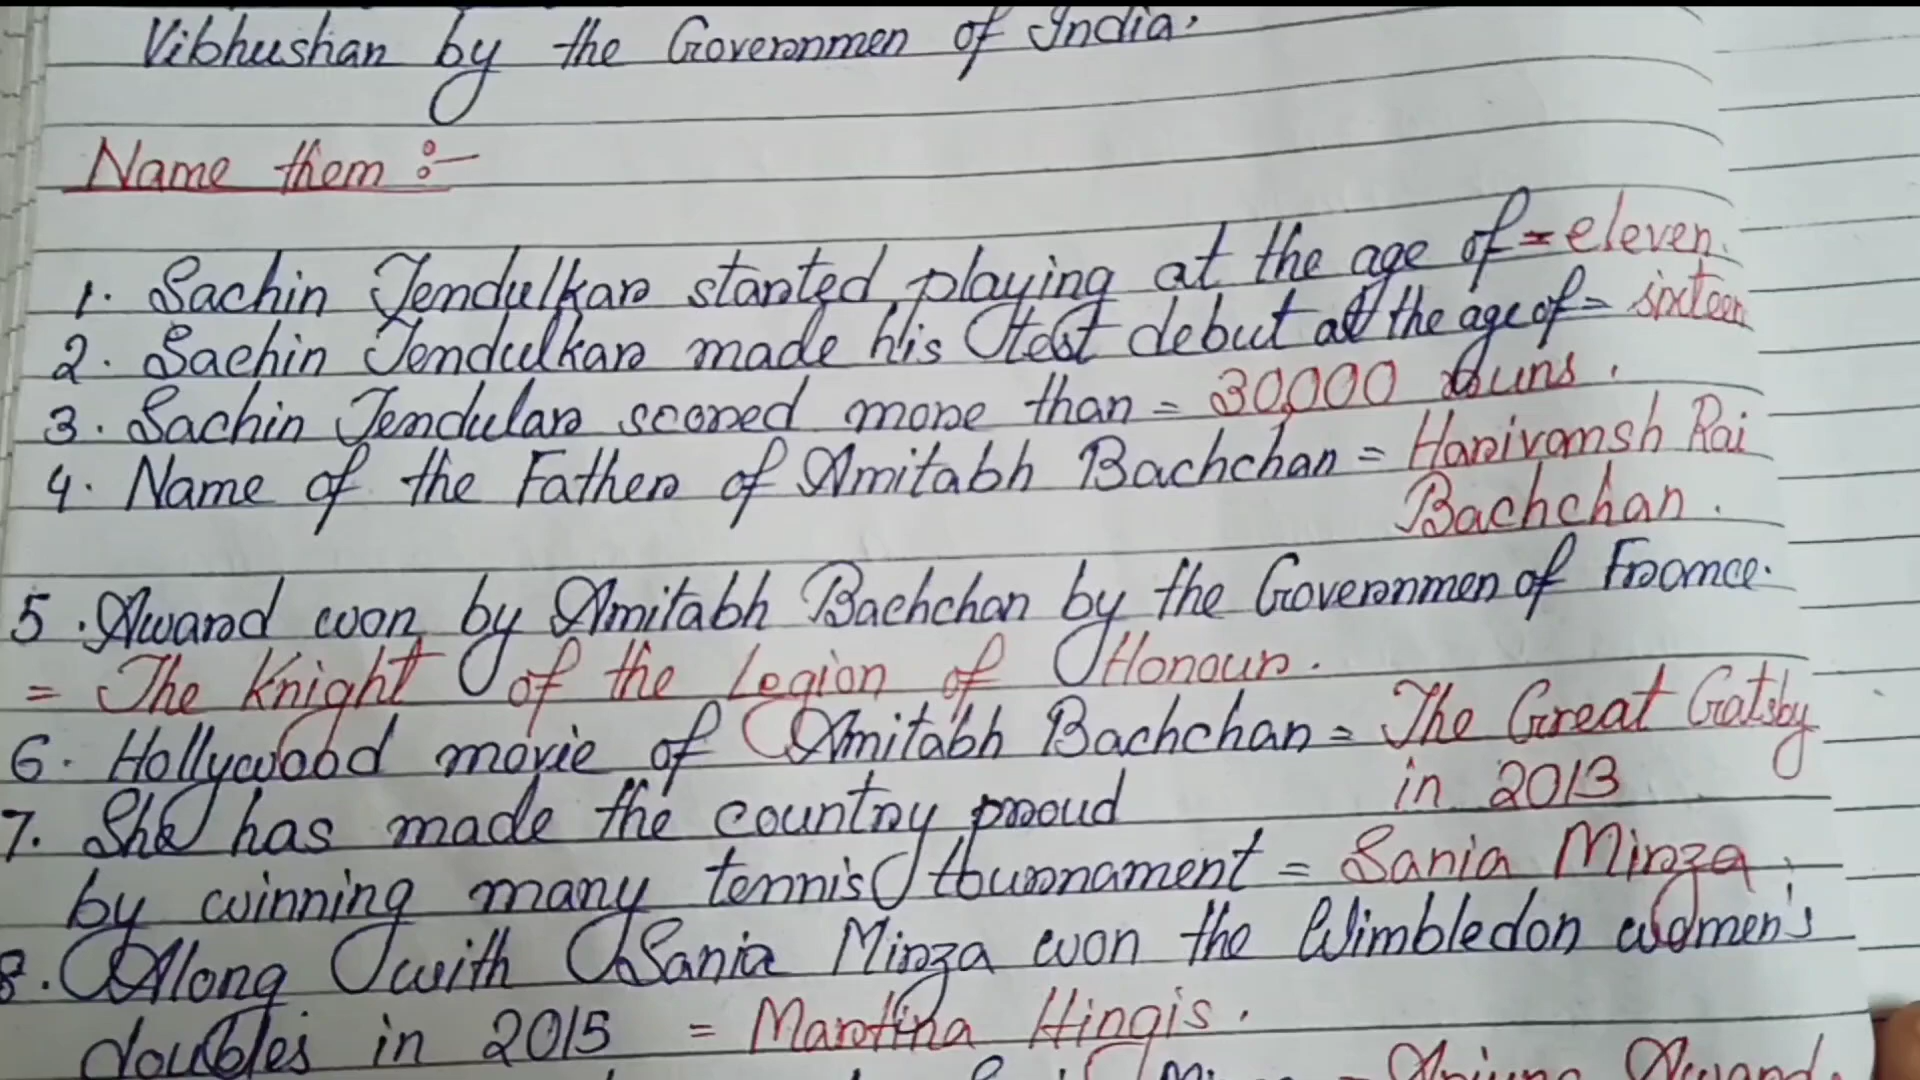 Vibhushan by the Governmen of India.
Name them :-
1. Sachin Tendulkar started playing at the age of = eleven.
2. Sachin Tendulkar made his test debut at the age of = sixteen
3. Sachin Tendular scored more than = 30,000 runs.
4. Name of the Father of Amitabh Bachchan = Harivansh Rai
Bachchan.
5. Award won by Amitabh Bachchan by the Governmen of France.
= The Knight of the Legion of Honour.
6. Hollywood movie of Amitabh Bachchan = The Great Gatsby
in 2013
7. She has made the country proud
by winning many tennis tournament = Sania Mirza.
8. Along with Sania Mirza won the Wimbledon women's
doubles in 2015 = Martina Hingis.
Arjuna Award.